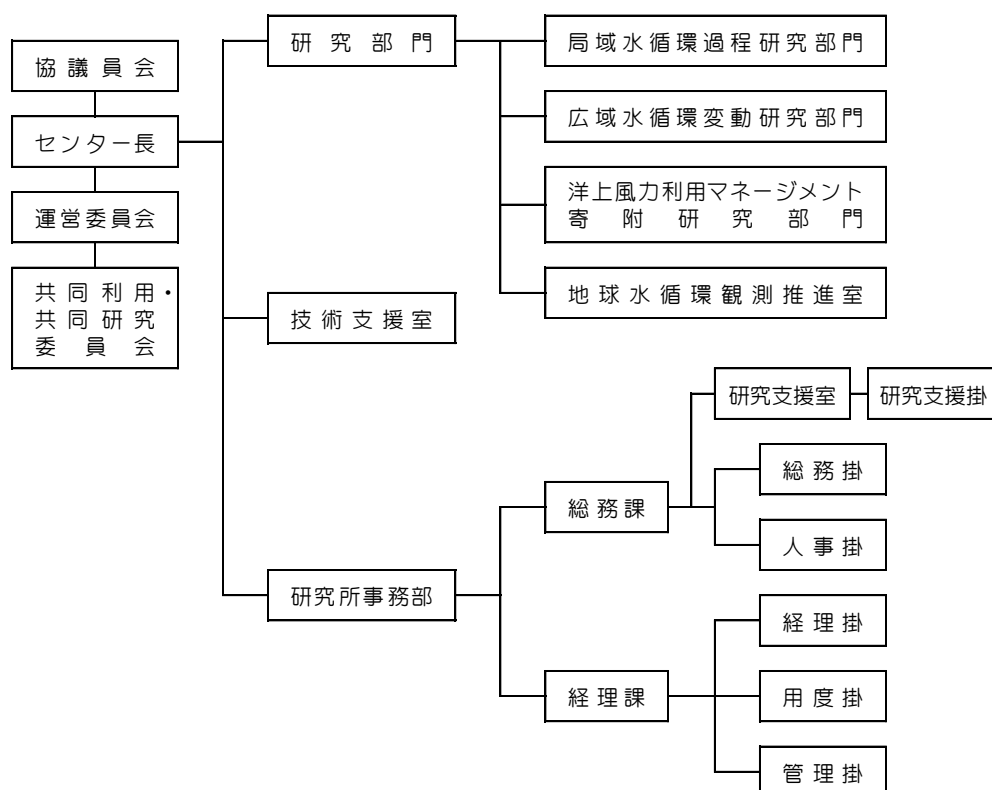 協議員会
センター長
運営委員会
共同利用・
共同研究
委員会
研究部門
局域水循環過程研究部門
広域水循環変動研究部門
洋上風力利用マネージメント
寄附研究部門
地球水循環観測推進室
技術支援室
研究所事務部
総務課
研究支援室
研究支援掛
総務掛
人事掛
経理課
経理掛
用度掛
管理掛